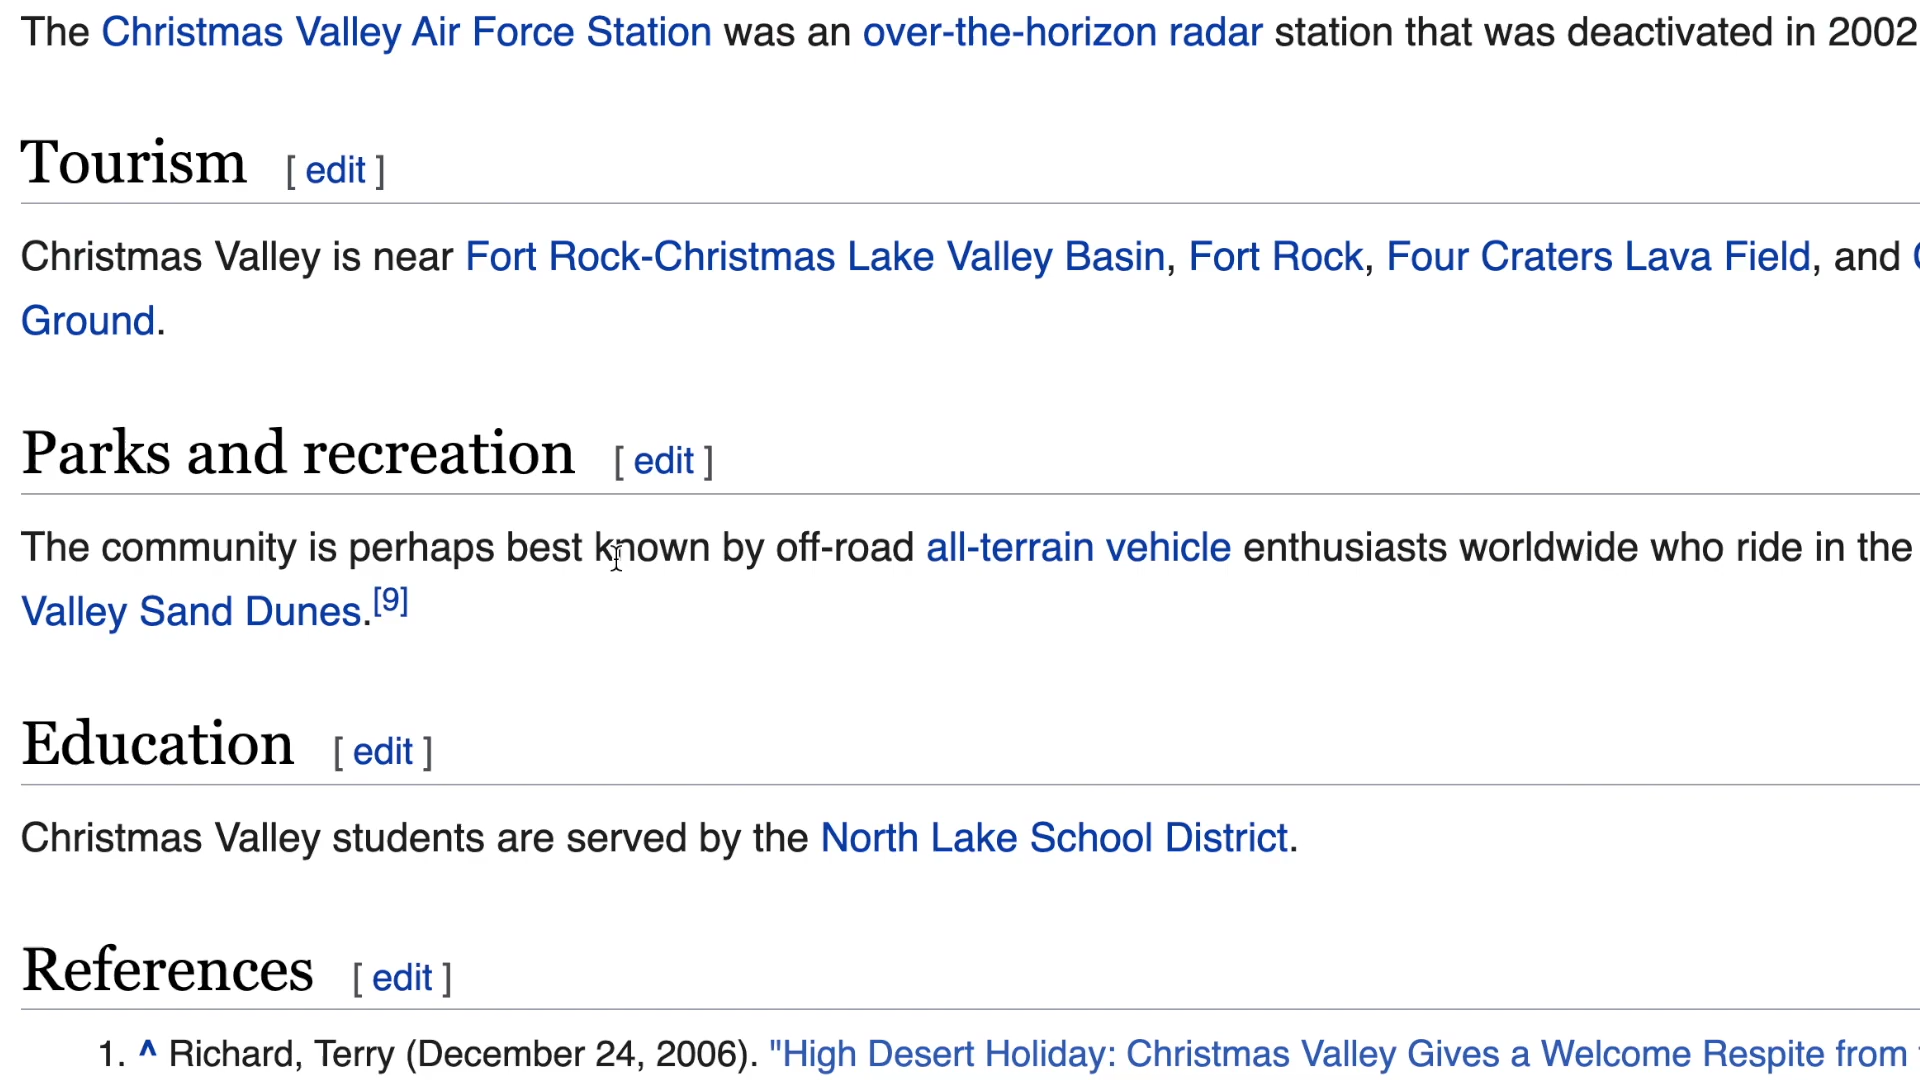 The Christmas Valley Air Force Station was an over-the-horizon radar station that was deactivated in 2002
Tourism [ edit ]
Christmas Valley is near Fort Rock-Christmas Lake Valley Basin, Fort Rock, Four Craters Lava Field, and
Ground.
Parks and recreation [ edit ]
The community is perhaps best known by off-road all-terrain vehicle enthusiasts worldwide who ride in the
Valley Sand Dunes.[9]
Education [ edit ]
Christmas Valley students are served by the North Lake School District.
References [ edit ]
1. ^ Richard, Terry (December 24, 2006). "High Desert Holiday: Christmas Valley Gives a Welcome Respite from